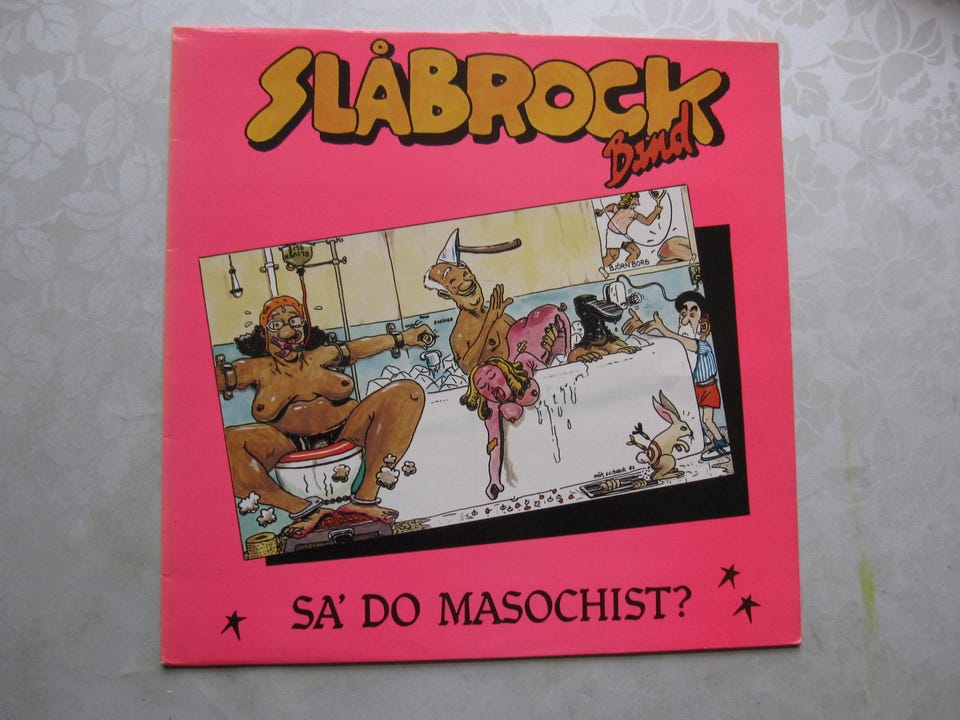 SLÅBROCK
Band
BJÖRN BORG
SA' DO MASOCHIST?